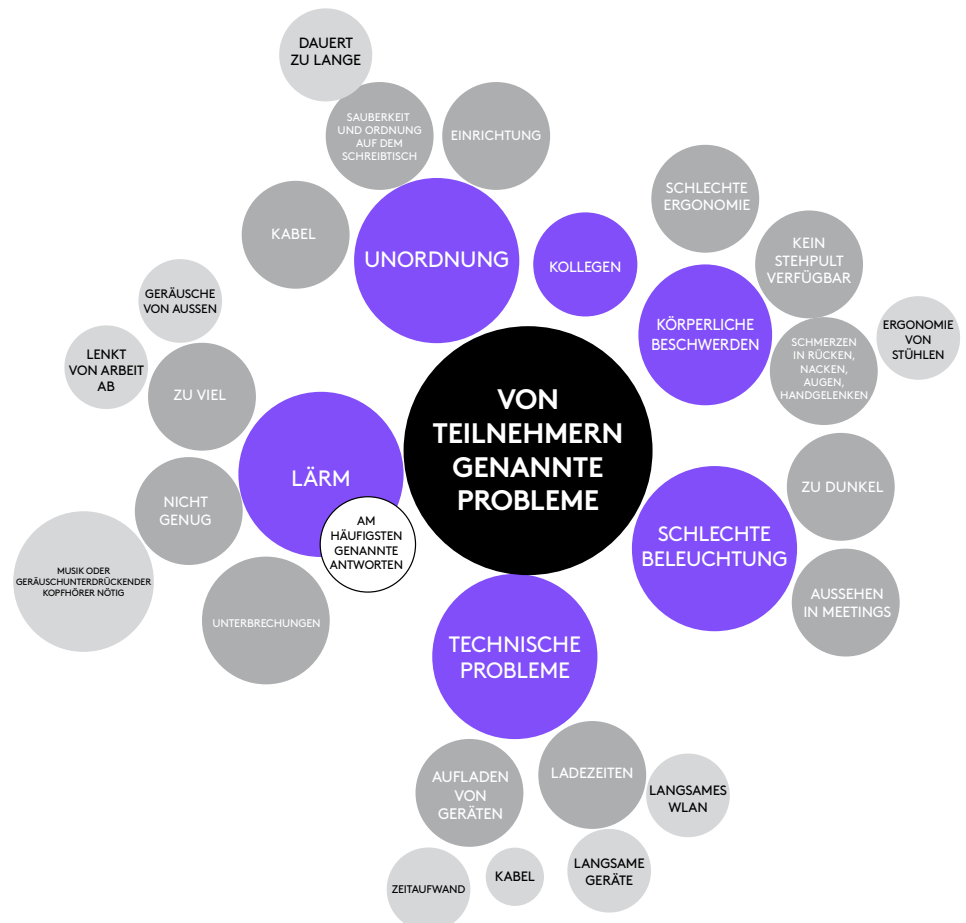 DAUERT
ZU LANGE
SAUBERKEIT
UND ORDNUNG
AUF DEM
SCHREIBTISCH
EINRICHTUNG
KABEL
UNORDNUNG
KOLLEGEN
SCHLECHTE
ERGONOMIE
KEIN
STEHPULT
VERFÜGBAR
KÖRPERLICHE
BESCHWERDEN
SCHMERZEN
IN RÜCKEN,
NACKEN,
AUGEN,
HANDGELENKEN
ERGONOMIE
VON
STÜHLEN
GERÄUSCHE
VON AUSSEN
LENKT
VON ARBEIT
AB
ZU VIEL
LÄRM
NICHT
GENUG
MUSIK ODER
GERÄUSCHUNTERDRÜCKENDER
KOPFHÖRER NÖTIG
UNTERBRECHUNGEN
AM
HÄUFIGSTEN
GENANNTE
ANTWORTEN
VON
TEILNEHMERN
GENANNTE
PROBLEME
SCHLECHTE
BELEUCHTUNG
ZU DUNKEL
AUSSEHEN
IN MEETINGS
TECHNISCHE
PROBLEME
AUFLADEN
VON
GERÄTEN
LADEZEITEN
LANGSAMES
WLAN
ZEITAUFWAND
KABEL
LANGSAME
GERÄTE